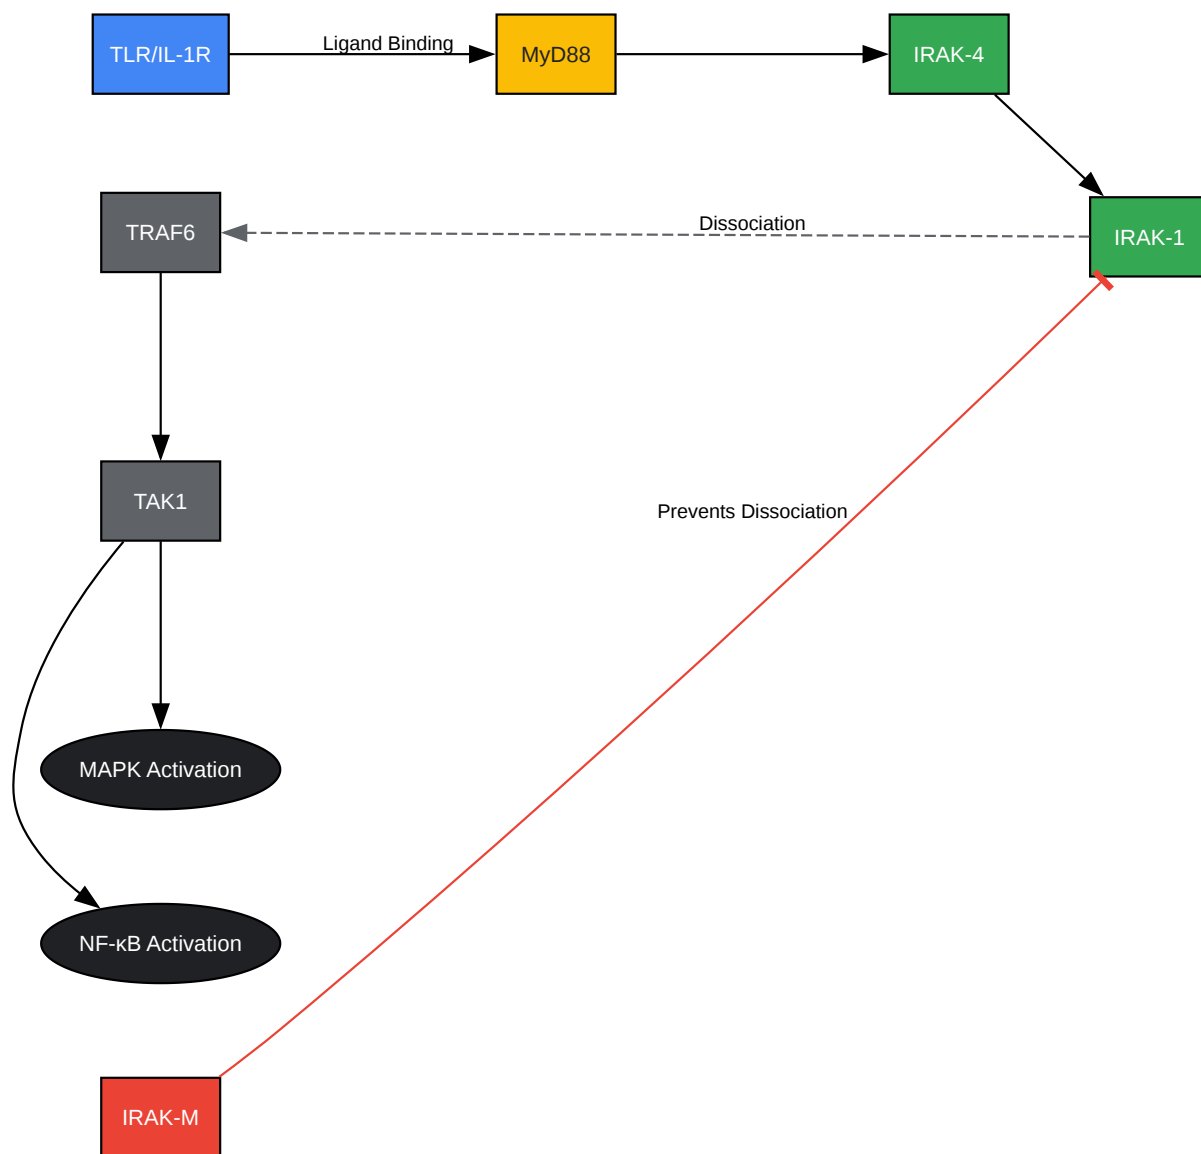 TLR/IL-1R
Ligand Binding
MyD88
IRAK-4
TRAF6
Dissociation
IRAK-1
TAK1
Prevents Dissociation
MAPK Activation
NF-κB Activation
IRAK-M